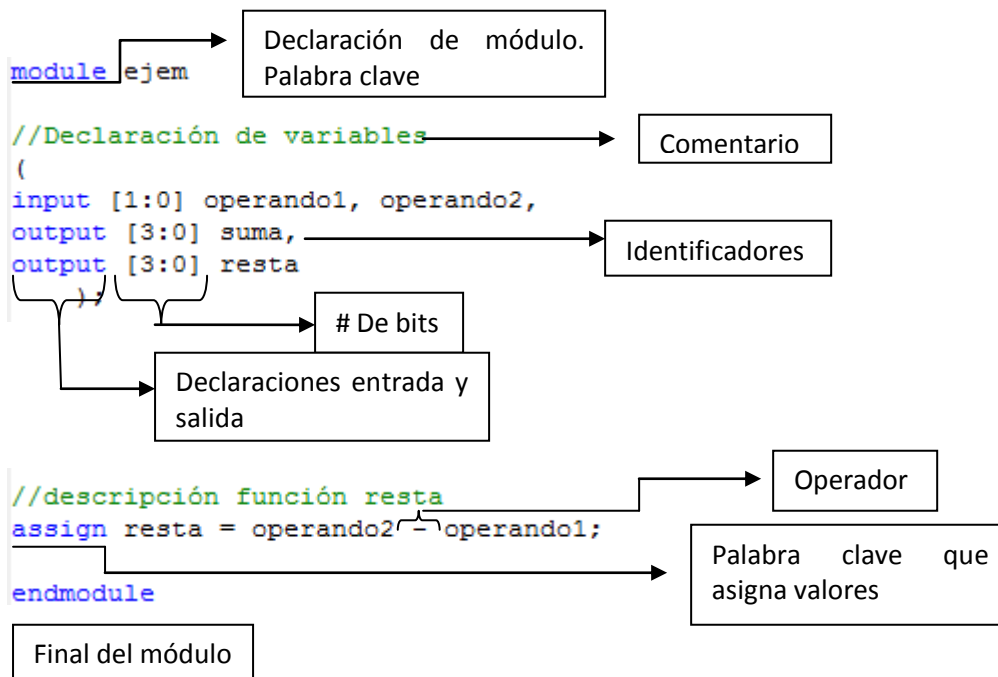 Declaración de módulo.
Palabra clave
module ejem
//Declaración de variables
Comentario
(
input [1:0] operando1, operando2,
output [3:0] suma,
Identificadores
output [3:0] resta
);
# De bits
Declaraciones entrada y
salida
Operador
//descripción función resta
assign resta = operando2 - operando1;
Palabra clave que
asigna valores
endmodule
Final del módulo